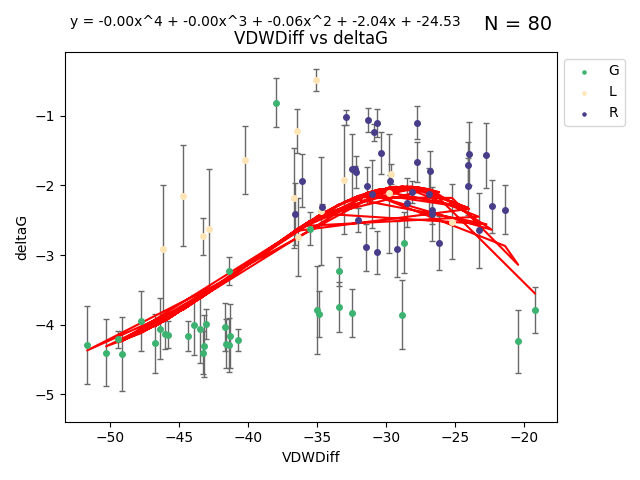 y = -0.00x^4 + -0.00x^3 + -0.06x^2 + -2.04x + -24.53 N = 80
VDWDiff vs deltaG
G
L
R
deltaG
−1
−2
−3
−4
−5
−50 −45 −40 −35 −30 −25 −20
VDWDiff